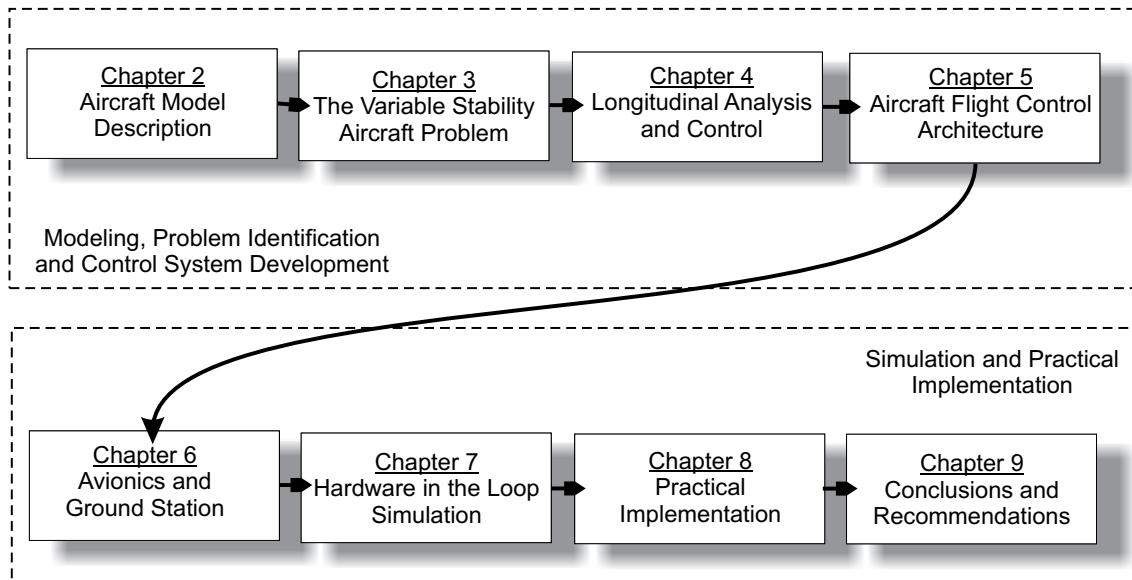 Chapter 2
Aircraft Model
Description
Chapter 3
The Variable Stability
Aircraft Problem
Chapter 4
Longitudinal Analysis
and Control
Chapter 5
Aircraft Flight Control
Architecture
Modeling, Problem Identification
and Control System Development
Simulation and Practical
Implementation
Chapter 6
Avionics and
Ground Station
Chapter 7
Hardware in the Loop
Simulation
Chapter 8
Practical
Implementation
Chapter 9
Conclusions and
Recommendations